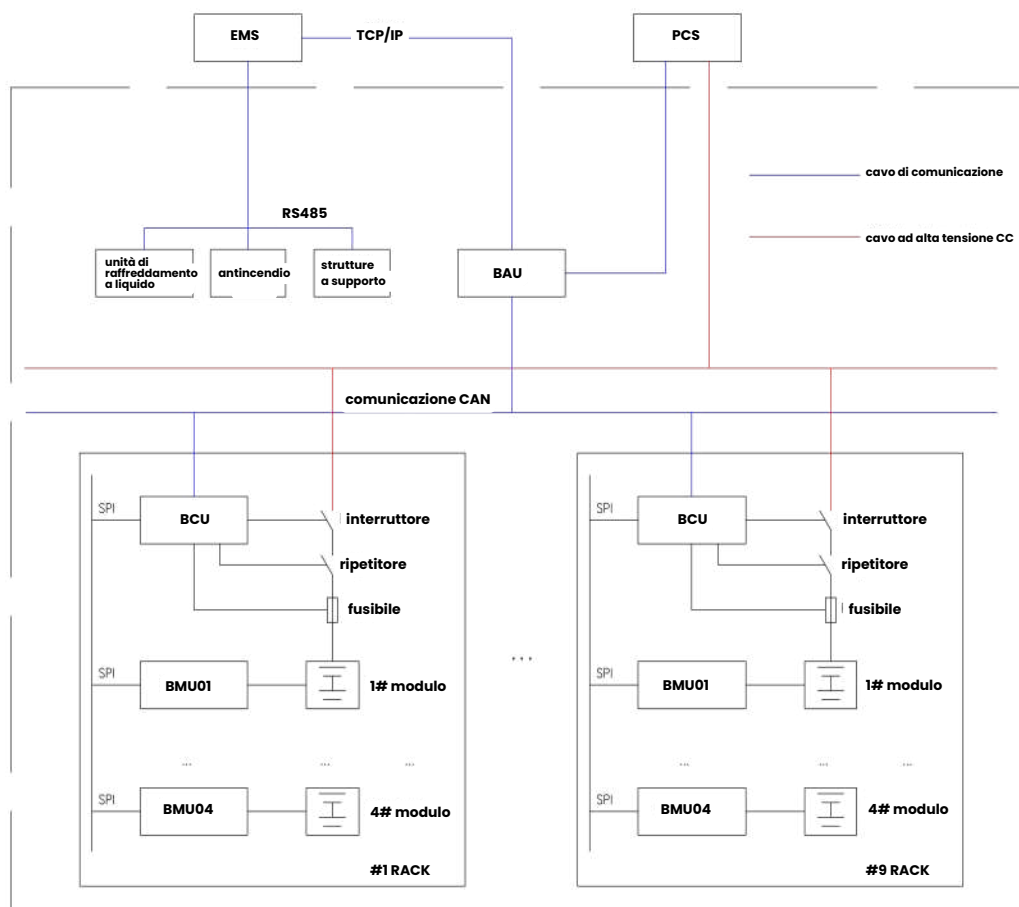 EMS
TCP/IP
PCS
cavo di comunicazione
RS485
cavo ad alta tensione CC
unità di
raffreddamento
a liquido
antincendio
strutture
a supporto
BAU
comunicazione CAN
SPI
BCU
interruttore
ripetitore
fusibile
SPI
BMU01
1# modulo
...
...
...
SPI
BMU04
4# modulo
#1 RACK
...
SPI
BCU
interruttore
ripetitore
fusibile
SPI
BMU01
1# modulo
...
...
...
SPI
BMU04
4# modulo
#9 RACK